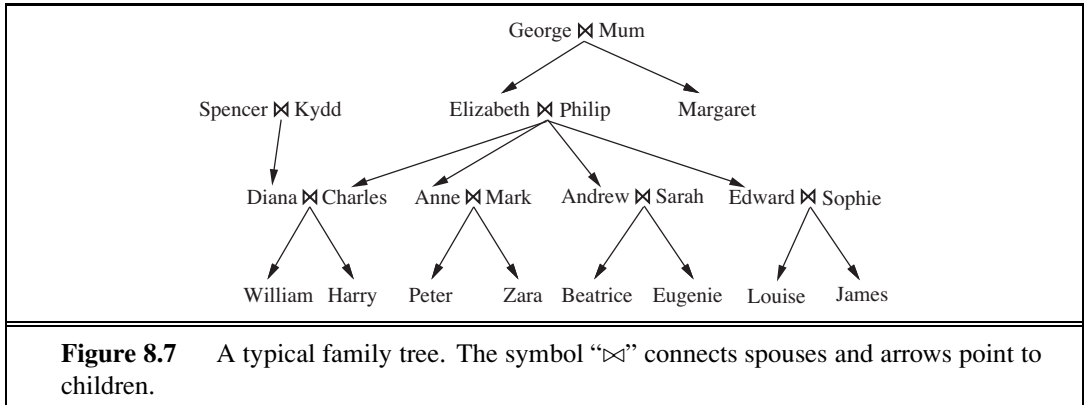 George ⋈ Mum
Spencer ⋈ Kydd Elizabeth ⋈ Philip Margaret
Diana ⋈ Charles Anne ⋈ Mark Andrew ⋈ Sarah Edward ⋈ Sophie
William Harry Peter Zara Beatrice Eugenie Louise James
Figure 8.7 A typical family tree. The symbol “⋈” connects spouses and arrows point to
children.